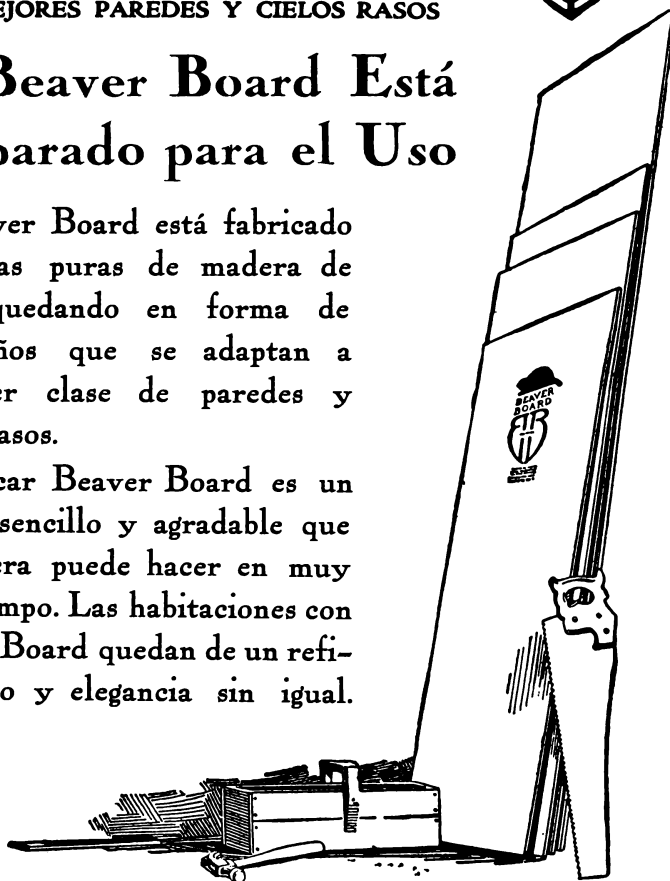 EJORES PAREDES Y CIELOS RASOS
Beaver Board Está
parado para el Uso
ver Board está fabricado
as puras de madera de
quedando en forma de
ños que se adaptan a
er clase de paredes y
asos.
car Beaver Board es un
sencillo y agradable que
era puede hacer en muy
mpo. Las habitaciones con
Board quedan de un refi-
o y elegancia sin igual.
BEAVER
BOARD